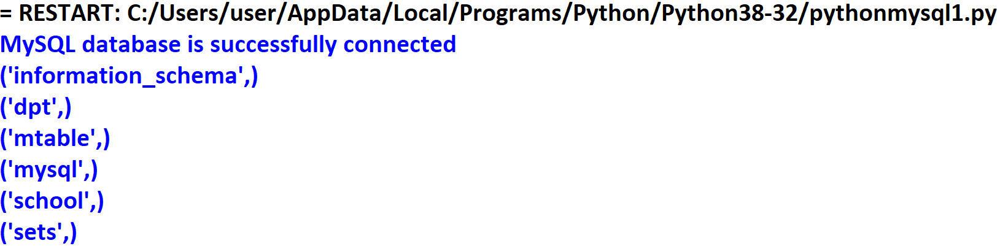 = RESTART: C:/Users/user/AppData/Local/Programs/Python/Python38-32/pythonmysql1.py
MySQL database is successfully connected
('information_schema',)
('dpt',)
('mtable',)
('mysql',)
('school',)
('sets',)